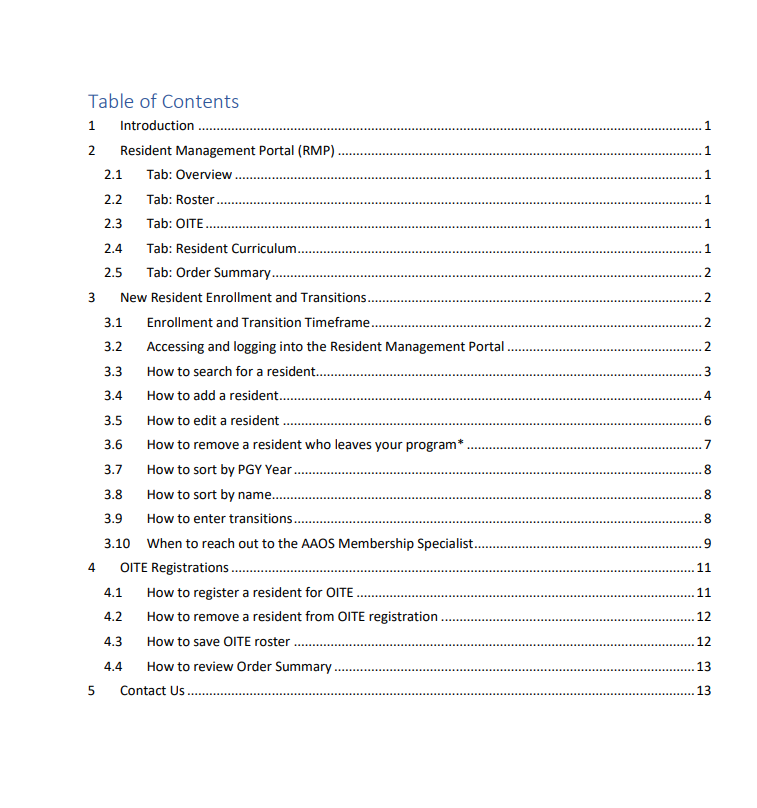 Table of Contents
1 Introduction ........ 1
2 Resident Management Portal (RMP) ........ 1
2.1 Tab: Overview ........ 1
2.2 Tab: Roster ........ 1
2.3 Tab: OITE ........ 1
2.4 Tab: Resident Curriculum ........ 1
2.5 Tab: Order Summary ........ 2
3 New Resident Enrollment and Transitions ........ 2
3.1 Enrollment and Transition Timeframe ........ 2
3.2 Accessing and logging into the Resident Management Portal ........ 2
3.3 How to search for a resident ........ 3
3.4 How to add a resident ........ 4
3.5 How to edit a resident ........ 6
3.6 How to remove a resident who leaves your program* ........ 7
3.7 How to sort by PGY Year ........ 8
3.8 How to sort by name ........ 8
3.9 How to enter transitions ........ 8
3.10 When to reach out to the AAOS Membership Specialist ........ 9
4 OITE Registrations ........ 11
4.1 How to register a resident for OITE ........ 11
4.2 How to remove a resident from OITE registration ........ 12
4.3 How to save OITE roster ........ 12
4.4 How to review Order Summary ........ 13
5 Contact Us ........ 13